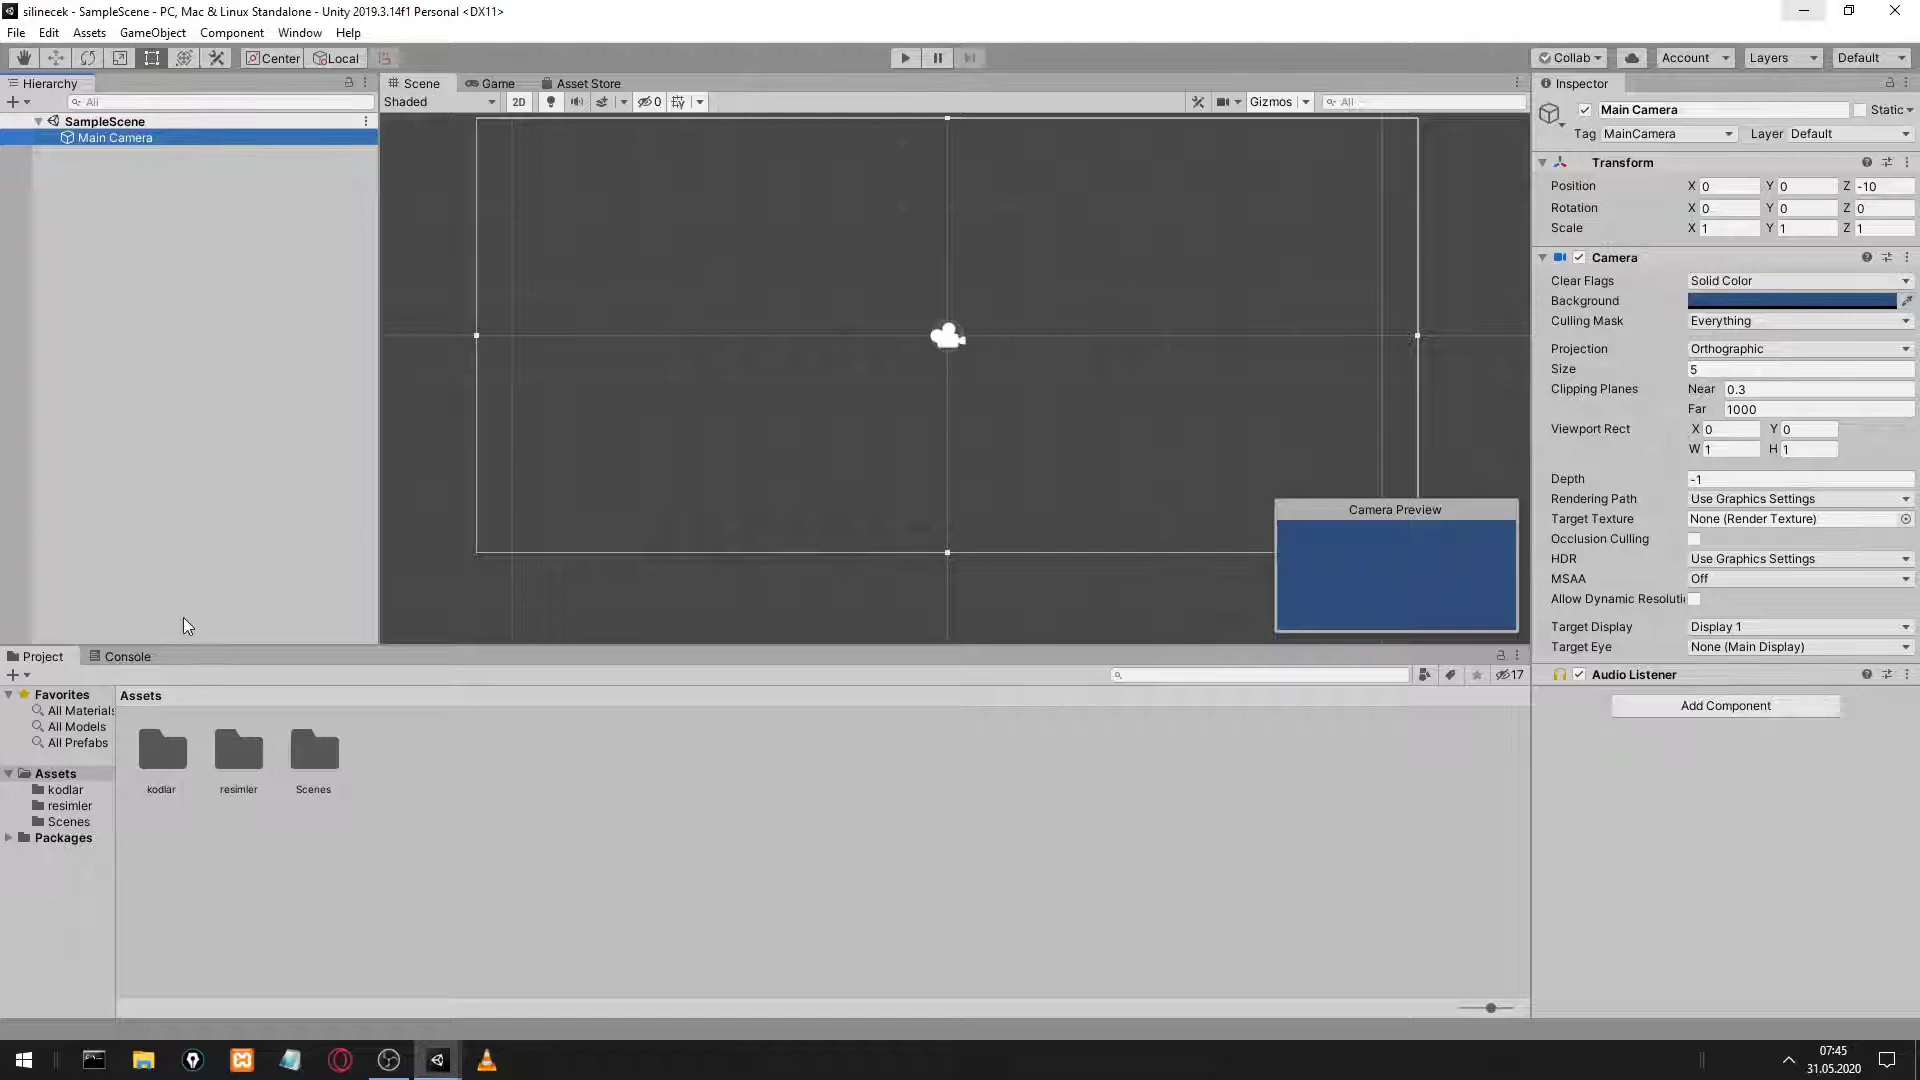 silinecek - SampleScene - PC, Mac & Linux Standalone - Unity 2019.3.14f1 Personal <DX11>
File Edit Assets GameObject Component Window Help
Center Local Collab Account Layers Default
Hierarchy
All
SampleScene
Main Camera
Scene Game Asset Store
Shaded 2D 0 Gizmos All
Camera Preview
Inspector
Main Camera Static
Tag MainCamera Layer Default
Transform
Position X 0 Y 0 Z -10
Rotation X 0 Y 0 Z 0
Scale X 1 Y 1 Z 1
Camera
Clear Flags Solid Color
Background
Culling Mask Everything
Projection Orthographic
Size 5
Clipping Planes Near 0.3
Far 1000
Viewport Rect X 0 Y 0
W 1 H 1
Depth -1
Rendering Path Use Graphics Settings
Target Texture None (Render Texture)
Occlusion Culling
HDR Use Graphics Settings
MSAA Off
Allow Dynamic Resoluti
Target Display Display 1
Target Eye None (Main Display)
Audio Listener
Add Component
Project Console
17
Favorites
All Materials
All Models
All Prefabs
Assets
kodlar
resimler
Scenes
Packages
Assets
kodlar resimler Scenes
07:45
31.05.2020